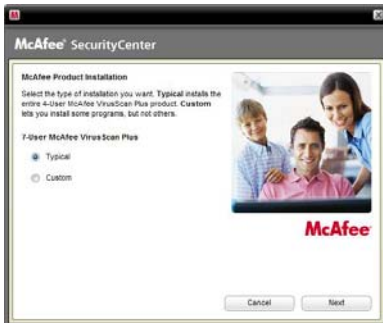 McAfee® SecurityCenter
McAfee Product Installation
Select the type of installation you want. Typical installs the
entire 4-User McAfee VirusScan Plus product. Custom
lets you install some programs, but not others.
7-User McAfee VirusScan Plus
Typical
Custom
McAfee®
Cancel
Next